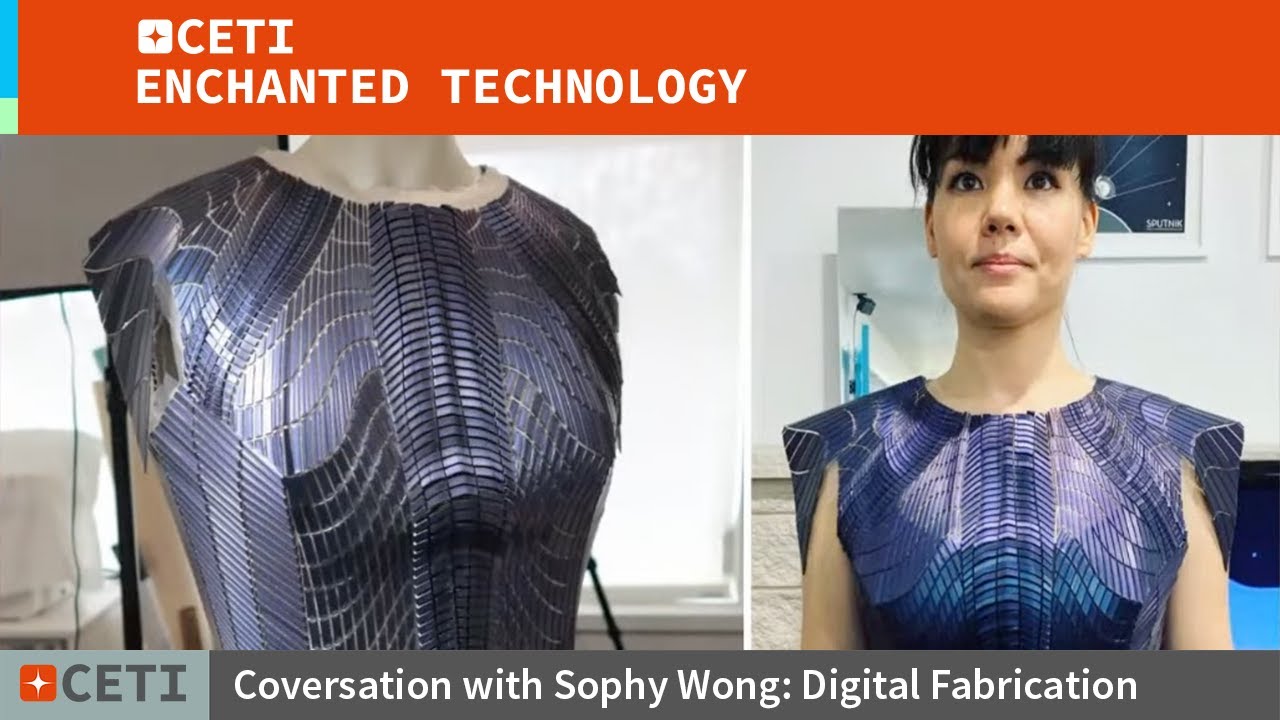 CETI
ENCHANTED TECHNOLOGY
SPUTNIK
CETI
Coversation with Sophy Wong: Digital Fabrication